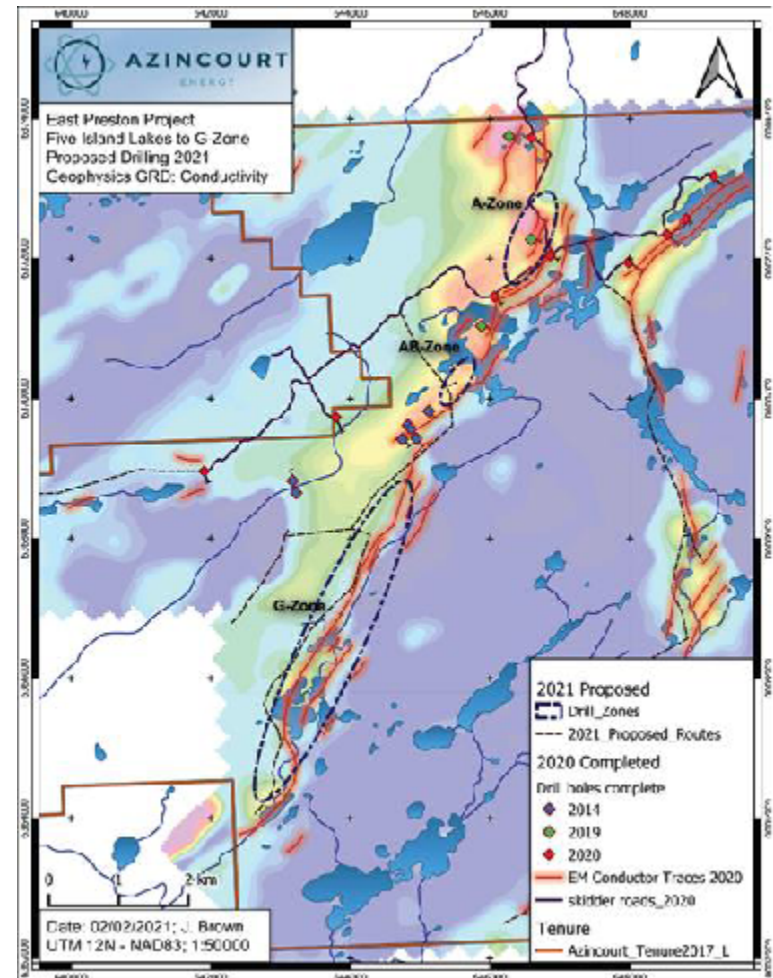 AZINCOURT
ENERGY
East Preston Project
Five Island Lakes to G Zone
Proposed Drilling 2021
Geophysics GRD: Conductivity
A-Zone
AB-Zone
G-Zone
2021 Proposed
Drill_Zones
2021_Proposed_Routes
2020 Completed
Drill holes complete
2014
2019
2020
EM Conductor Traces 2020
skidder roads_2020
Tenure
Azincourt_Tenure2017_L
0 1 2 km
Date: 02/02/2021; J. Brown
UTM 12N - NAD83; 1:50000